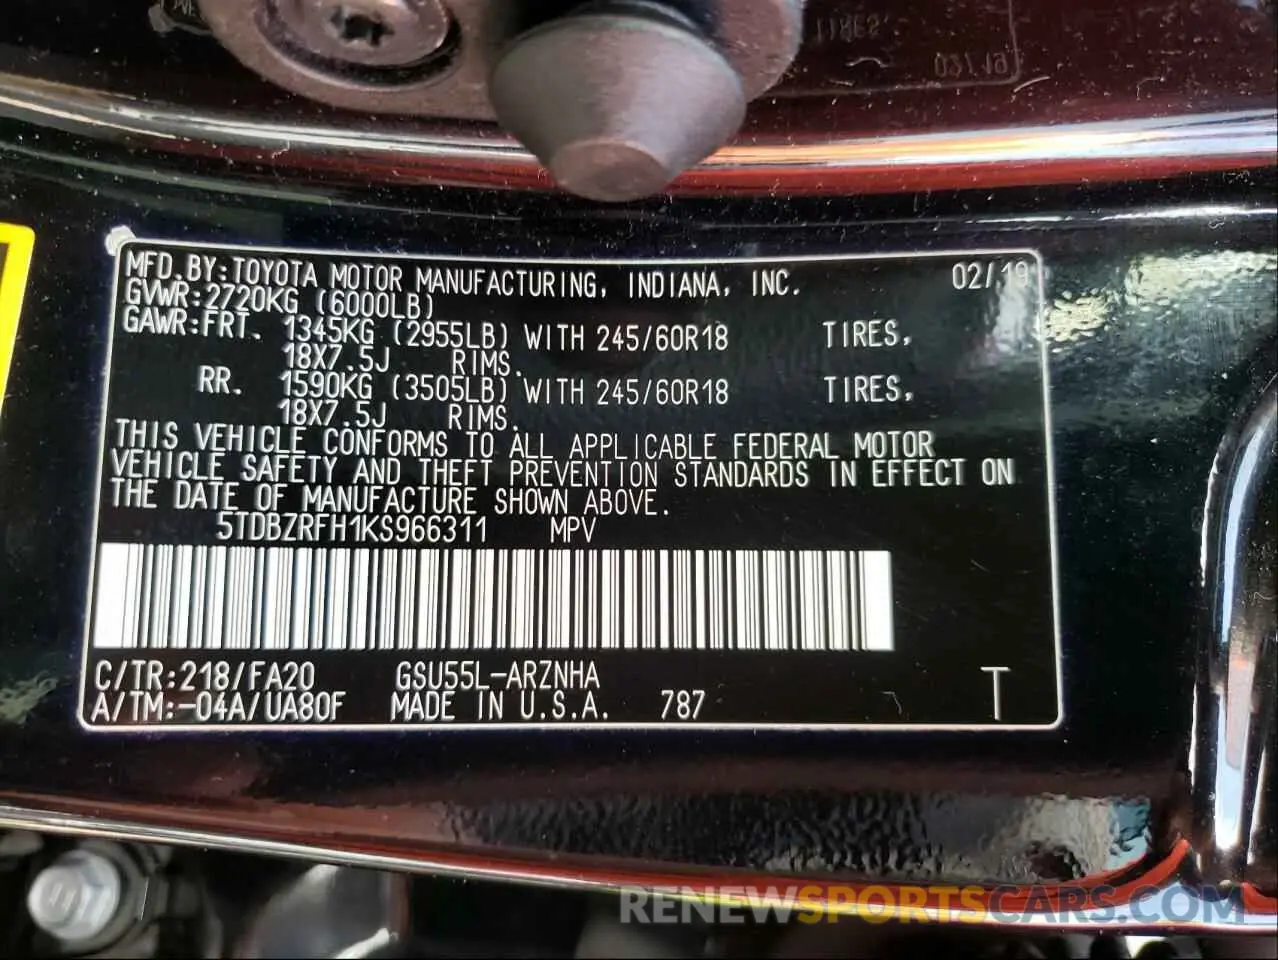 MFD.BY:TOYOTA MOTOR MANUFACTURING, INDIANA, INC. 02/19
GVWR:2720KG (6000LB)
GAWR:FRT. 1345KG (2955LB) WITH 245/60R18 TIRES,
18X7.5J RIMS.
RR. 1590KG (3505LB) WITH 245/60R18 TIRES,
18X7.5J RIMS.
THIS VEHICLE CONFORMS TO ALL APPLICABLE FEDERAL MOTOR
VEHICLE SAFETY AND THEFT PREVENTION STANDARDS IN EFFECT ON
THE DATE OF MANUFACTURE SHOWN ABOVE.
5TDBZRFH1KS966311 MPV
C/TR:218/FA20 GSU55L-ARZNHA
A/TM:-04A/UA80F MADE IN U.S.A. 787 T
RENEWSPORTSCARS.COM